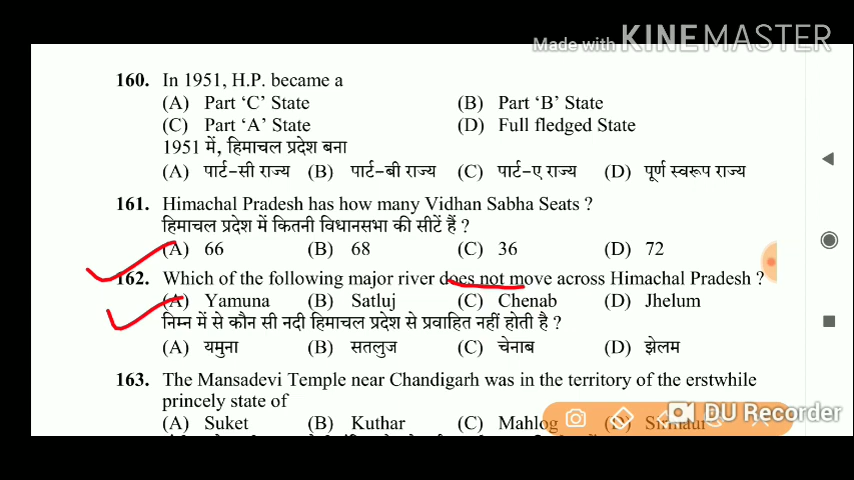 Made with KINEMASTER
160. In 1951, H.P. became a
(A) Part ‘C’ State (B) Part ‘B’ State
(C) Part ‘A’ State (D) Full fledged State
1951 में, हिमाचल प्रदेश बना
(A) पार्ट-सी राज्य (B) पार्ट-बी राज्य (C) पार्ट-ए राज्य (D) पूर्ण स्वरूप राज्य
161. Himachal Pradesh has how many Vidhan Sabha Seats ?
हिमाचल प्रदेश में कितनी विधानसभा की सीटें हैं ?
(A) 66 (B) 68 (C) 36 (D) 72
162. Which of the following major river does not move across Himachal Pradesh ?
(A) Yamuna (B) Satluj (C) Chenab (D) Jhelum
निम्न में से कौन सी नदी हिमाचल प्रदेश से प्रवाहित नहीं होती है ?
(A) यमुना (B) सतलुज (C) चेनाब (D) झेलम
163. The Mansadevi Temple near Chandigarh was in the territory of the erstwhile
princely state of
(A) Suket (B) Kuthar (C) Mahlog (D) Sirmaur
DU Recorder